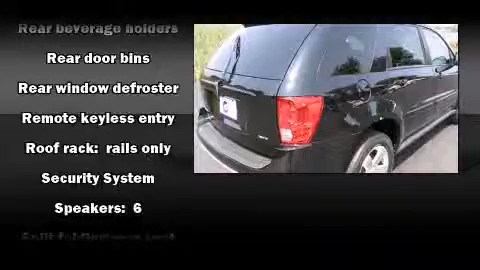 Rear beverage holders
Rear door bins
Rear window defroster
Remote keyless entry
Roof rack:  rails only
Security System
Speakers:  6